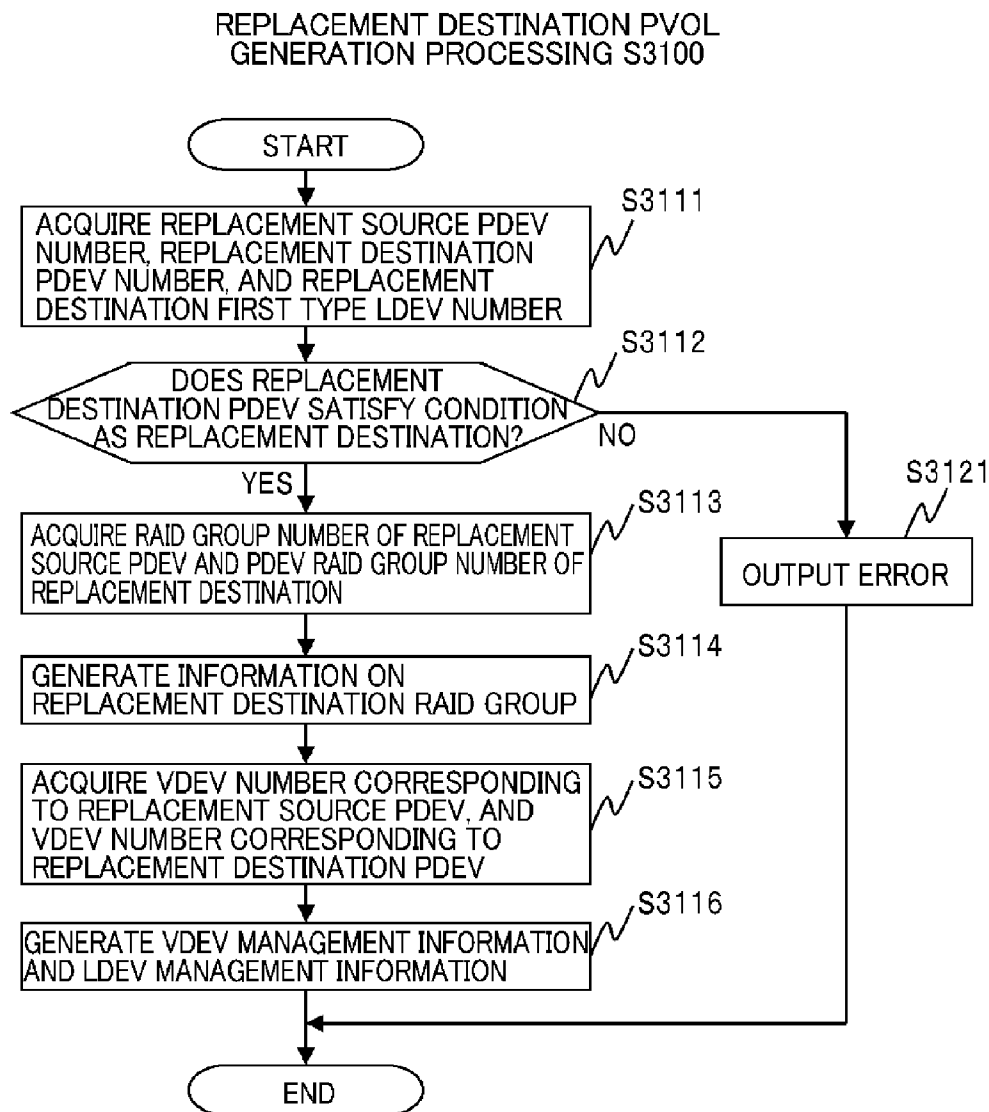 REPLACEMENT DESTINATION PVOL
GENERATION PROCESSING S3100
START
S3111
ACQUIRE REPLACEMENT SOURCE PDEV
NUMBER, REPLACEMENT DESTINATION
PDEV NUMBER, AND REPLACEMENT
DESTINATION FIRST TYPE LDEV NUMBER
S3112
DOES REPLACEMENT
DESTINATION PDEV SATISFY CONDITION
AS REPLACEMENT DESTINATION?
NO
YES
S3121
OUTPUT ERROR
S3113
ACQUIRE RAID GROUP NUMBER OF REPLACEMENT
SOURCE PDEV AND PDEV RAID GROUP NUMBER OF
REPLACEMENT DESTINATION
S3114
GENERATE INFORMATION ON
REPLACEMENT DESTINATION RAID GROUP
S3115
ACQUIRE VDEV NUMBER CORRESPONDING
TO REPLACEMENT SOURCE PDEV, AND
VDEV NUMBER CORRESPONDING TO
REPLACEMENT DESTINATION PDEV
S3116
GENERATE VDEV MANAGEMENT INFORMATION
AND LDEV MANAGEMENT INFORMATION
END